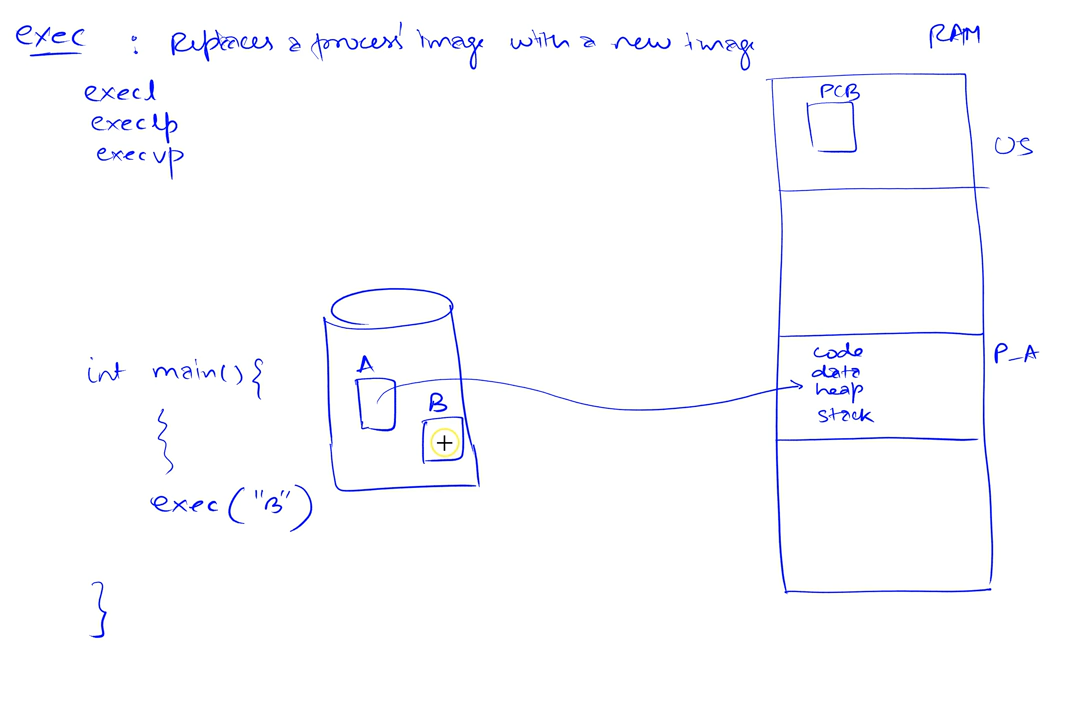 exec : Replaces a process' image with a new image
execl
execlp
execvp
RAM
PCB
OS
int main() {
exec("B")
}
A
B
code
data
heap
stack
P_A